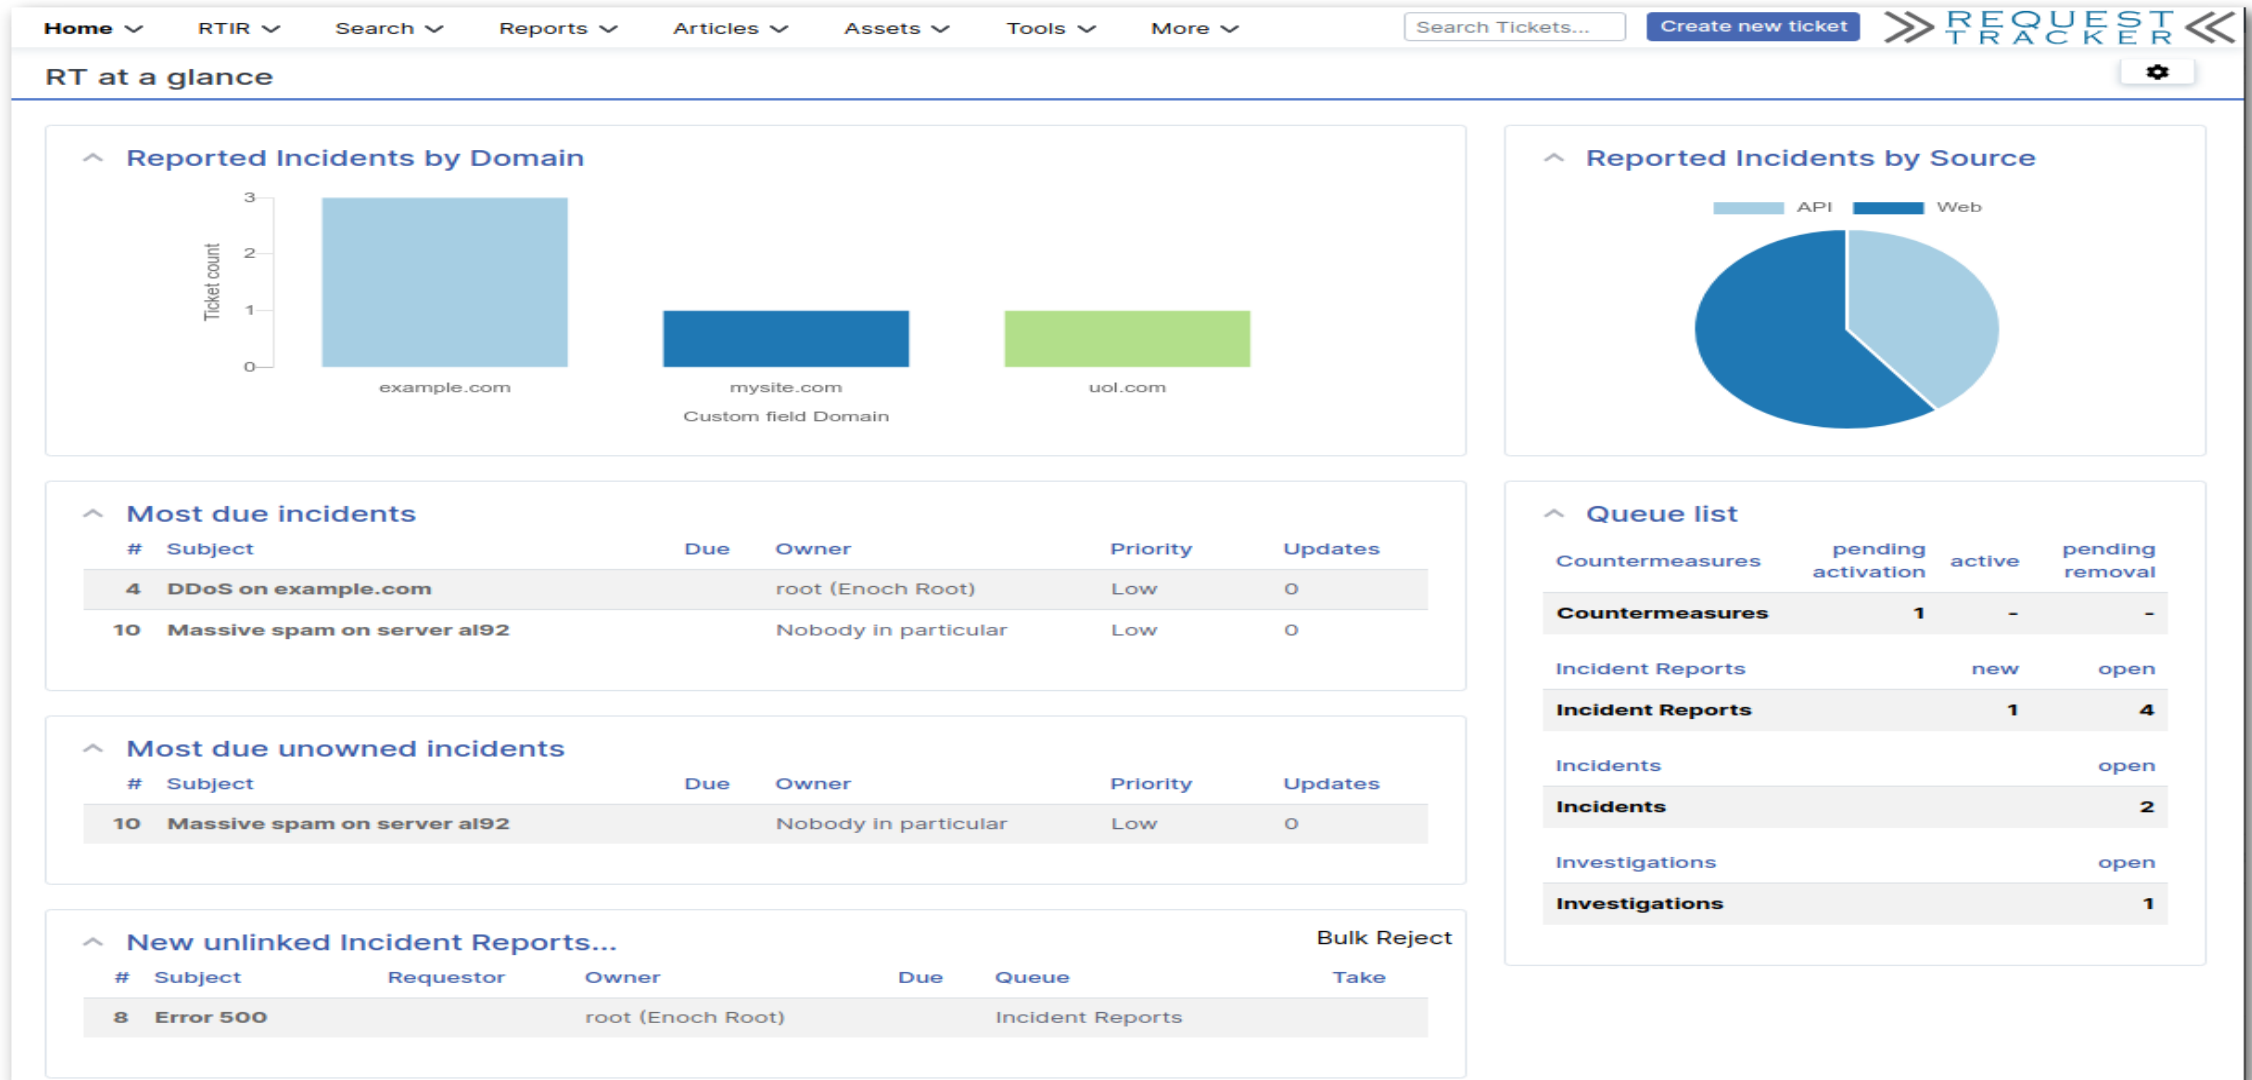 Home RTIR Search Reports Articles Assets Tools More Search Tickets... Create new ticket REQUEST TRACKER
RT at a glance
Reported Incidents by Domain
3
2
1
0
Ticket count
example.com mysite.com uol.com
Custom field Domain
Reported Incidents by Source
API Web
Most due incidents
# Subject Due Owner Priority Updates
4 DDoS on example.com root (Enoch Root) Low 0
10 Massive spam on server al92 Nobody in particular Low 0
Most due unowned incidents
# Subject Due Owner Priority Updates
10 Massive spam on server al92 Nobody in particular Low 0
New unlinked Incident Reports... Bulk Reject
# Subject Requestor Owner Due Queue Take
8 Error 500 root (Enoch Root) Incident Reports
Queue list
Countermeasures pending activation active pending removal
Countermeasures 1 - -
Incident Reports new open
Incident Reports 1 4
Incidents open
Incidents 2
Investigations open
Investigations 1